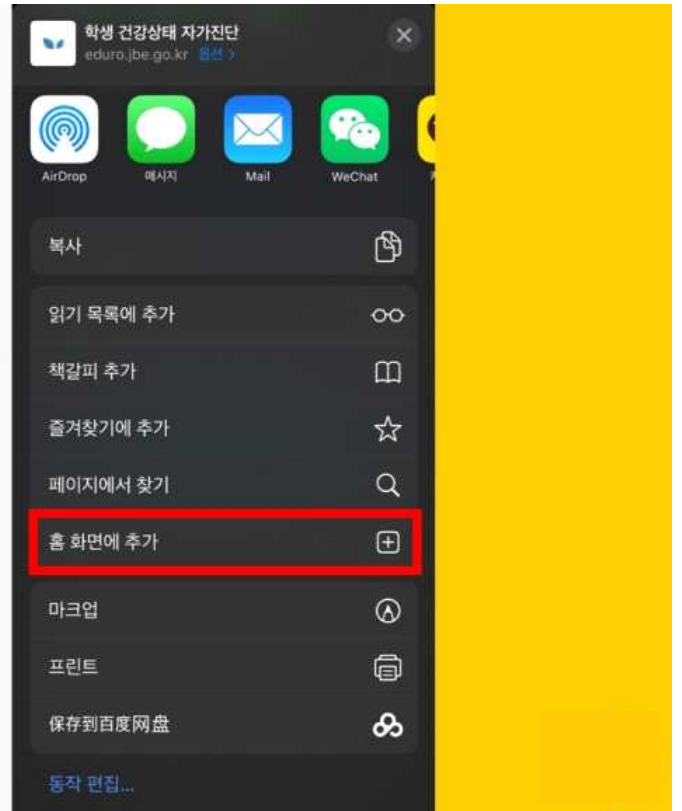 학생 건강상태 자가진단
eduro.jbe.go.kr 옵션 >
AirDrop 메시지 Mail WeChat
복사
읽기 목록에 추가
책갈피 추가
즐겨찾기에 추가
페이지에서 찾기
홈 화면에 추가
마크업
프린트
保存到百度网盘
동작 편집...